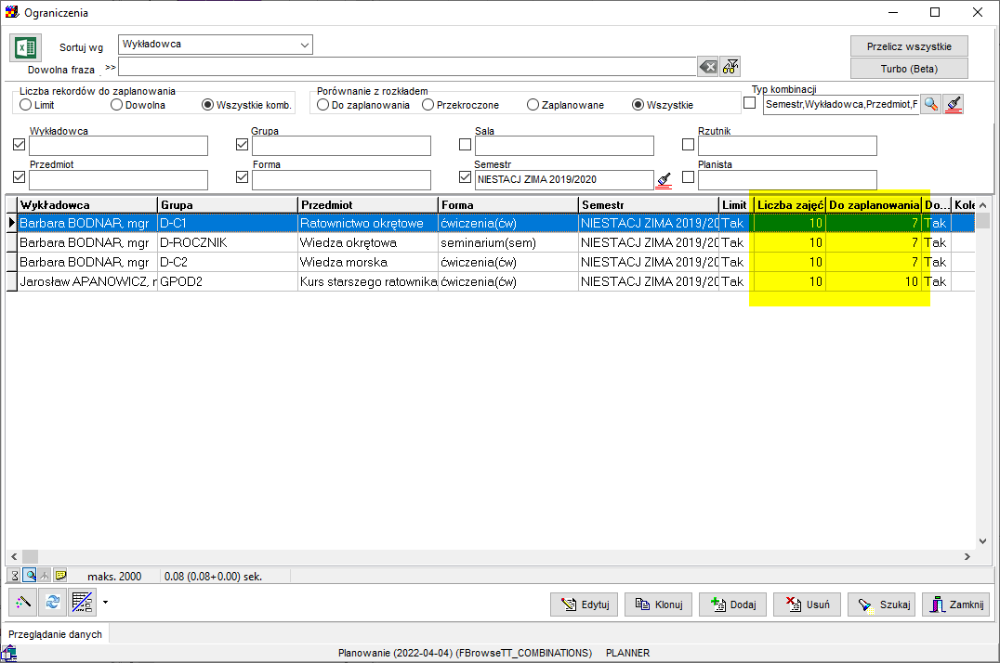 Ograniczenia
Sortuj wg Wykładowca Przelicz wszystkie
Dowolna fraza >> Turbo (Beta)
Liczba rekordów do zaplanowania Porównanie z rozkładem Typ kombinacji
Limit Dowolna Wszystkie komb. Do zaplanowania Przekroczone Zaplanowane Wszystkie Semestr,Wykładowca,Przedmiot,F
Wykładowca Grupa Sala Rzutnik
Przedmiot Forma Semestr Planista
NIESTACJ ZIMA 2019/2020
Wykładowca Grupa Przedmiot Forma Semestr Limit Liczba zajęć Do zaplanowania Do... Kole
Barbara BODNAR, mgr D-C1 Ratownictwo okrętowe ćwiczenia(ćw) NIESTACJ ZIMA 2019/20 Tak 10 7 Tak
Barbara BODNAR, mgr D-ROCZNIK Wiedza okrętowa seminarium(sem) NIESTACJ ZIMA 2019/20 Tak 10 7 Tak
Barbara BODNAR, mgr D-C2 Wiedza morska ćwiczenia(ćw) NIESTACJ ZIMA 2019/20 Tak 10 7 Tak
Jarosław APANOWICZ, r GPOD2 Kurs starszego ratownika ćwiczenia(ćw) NIESTACJ ZIMA 2019/20 Tak 10 10 Tak
maks. 2000 0.08 (0.08+0.00) sek.
Edytuj Klonuj Dodaj Usuń Szukaj Zamknij
Przeglądanie danych
Planowanie (2022-04-04) (FBrowseTT_COMBINATIONS) PLANNER